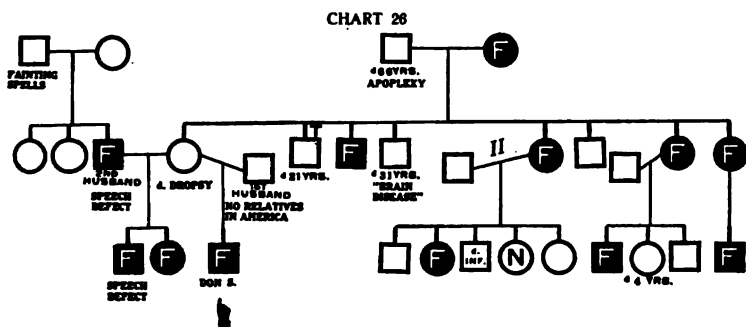 CHART 26
F
FAINTING
SPELLS
d 66 YRS.
APOPLEXY
II
F F F F F
2ND
HUSBAND
SPEECH
DEFECT
d. DROPSY
1ST
HUSBAND
NO RELATIVES
IN AMERICA
d 21 YRS.
d 31 YRS.
"BRAIN
DISEASE"
F F F F d. INF. N F F
SPEECH
DEFECT
DON S.
d 4 YRS.